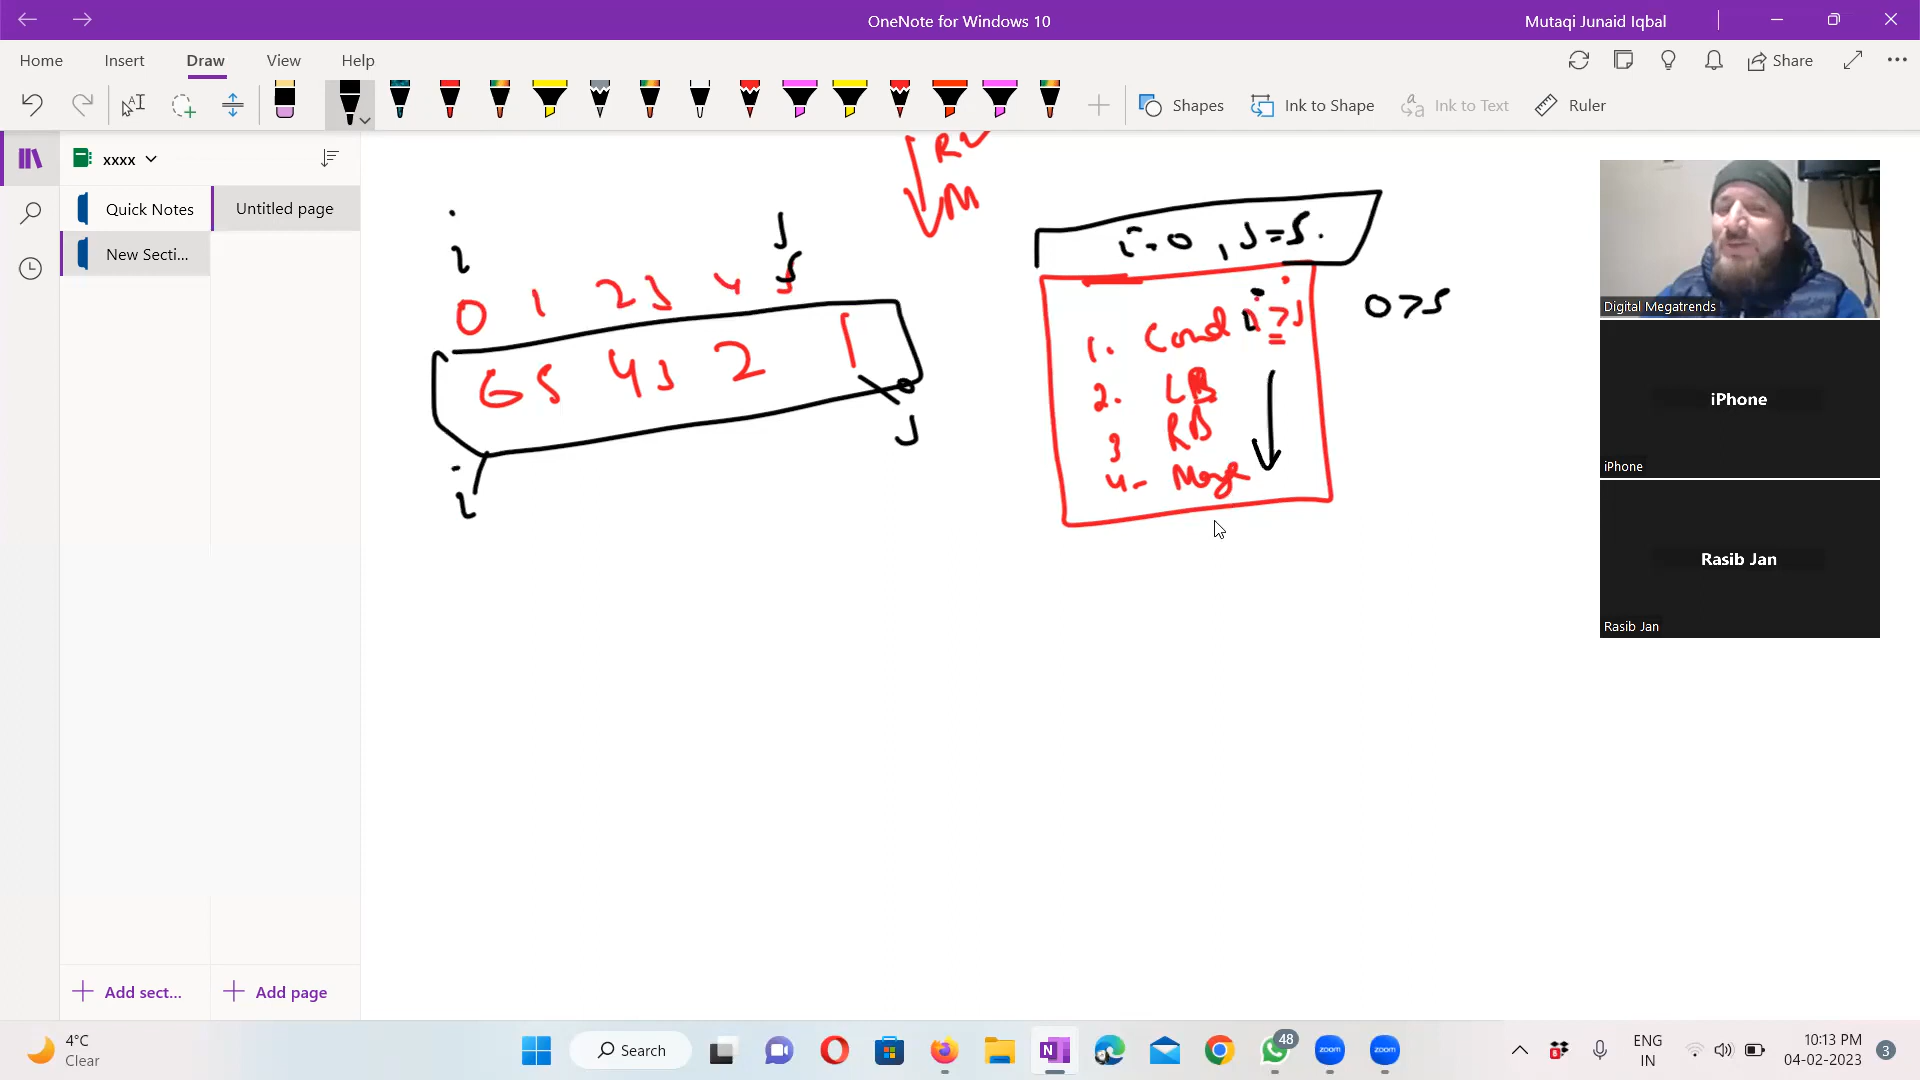 OneNote for Windows 10
Mutaqi Junaid Iqbal
Home Insert Draw View Help
Share
Shapes
Ink to Shape
Ink to Text
Ruler
xxxx
Quick Notes
Untitled page
New Secti...
M
i
j
5
i=0, j=5.
0 1 2 3 4 5
6 5 4 3 2 1
1. Cond i>=j
0>5
2. LB
3 RB
4- Merge
j
i
Digital Megatrends
iPhone
iPhone
Rasib Jan
Rasib Jan
Add sect...
Add page
4°C
Clear
Search
48
zoom
zoom
ENG
IN
10:13 PM
04-02-2023
3